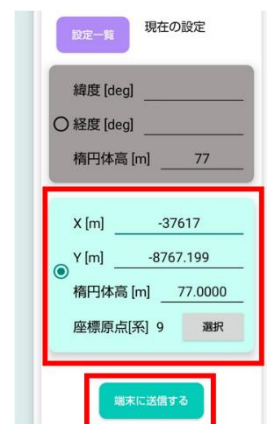 設定一覧 現在の設定
緯度 [deg]
経度 [deg]
楕円体高 [m] 77
X [m] -37617
Y [m] -8767.199
楕円体高 [m] 77.0000
座標原点[系] 9 選択
端末に送信する